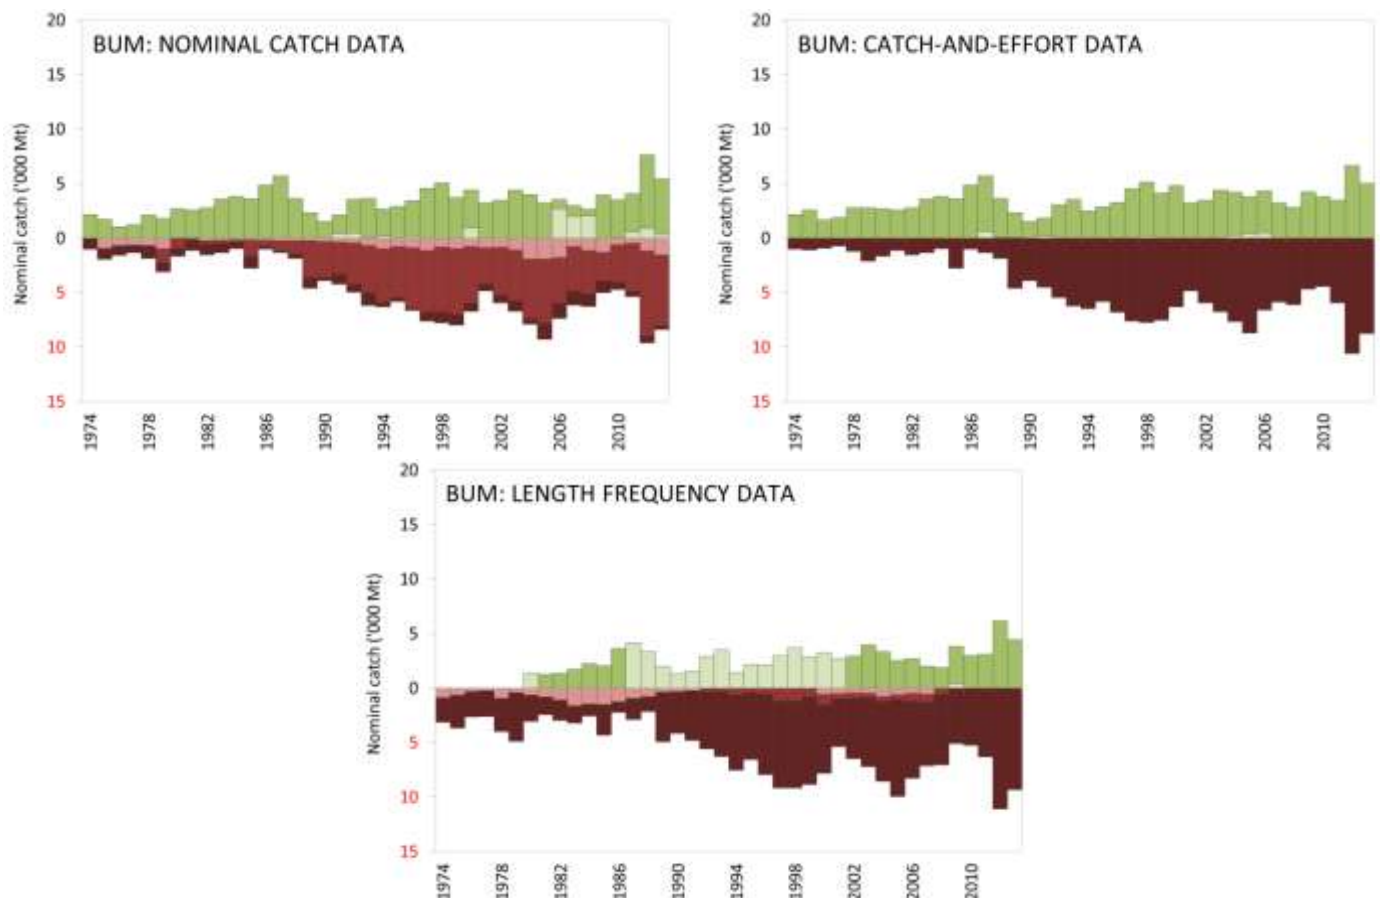 BUM: NOMINAL CATCH DATA
Nominal catch ('000 Mt)
20
15
10
5
0
5
10
15
1974 1978 1982 1986 1990 1994 1998 2002 2006 2010
BUM: CATCH-AND-EFFORT DATA
Nominal catch ('000 Mt)
20
15
10
5
0
5
10
15
1974 1978 1982 1986 1990 1994 1998 2002 2006 2010
BUM: LENGTH FREQUENCY DATA
Nominal catch ('000 Mt)
20
15
10
5
0
5
10
15
1974 1978 1982 1986 1990 1994 1998 2002 2006 2010